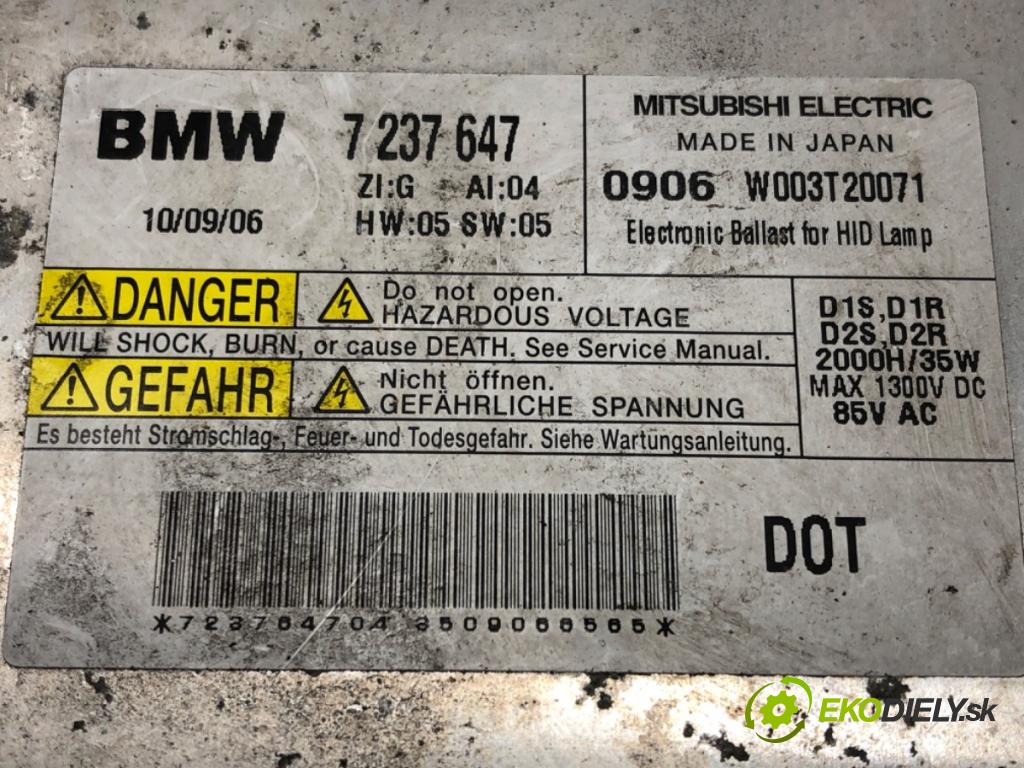 BMW 7 237 647
ZI:G AI:04
10/09/06 HW:05 SW:05
MITSUBISHI ELECTRIC
MADE IN JAPAN
0906 W003T20071
Electronic Ballast for HID Lamp
DANGER Do not open.
HAZARDOUS VOLTAGE
WILL SHOCK, BURN, or cause DEATH. See Service Manual.
GEFAHR Nicht öffnen.
GEFÄHRLICHE SPANNUNG
Es besteht Stromschlag-, Feuer- und Todesgefahr. Siehe Wartungsanleitung.
D1S,D1R
D2S,D2R
2000H/35W
MAX 1300V DC
85V AC
DOT
EKODIELY.sk